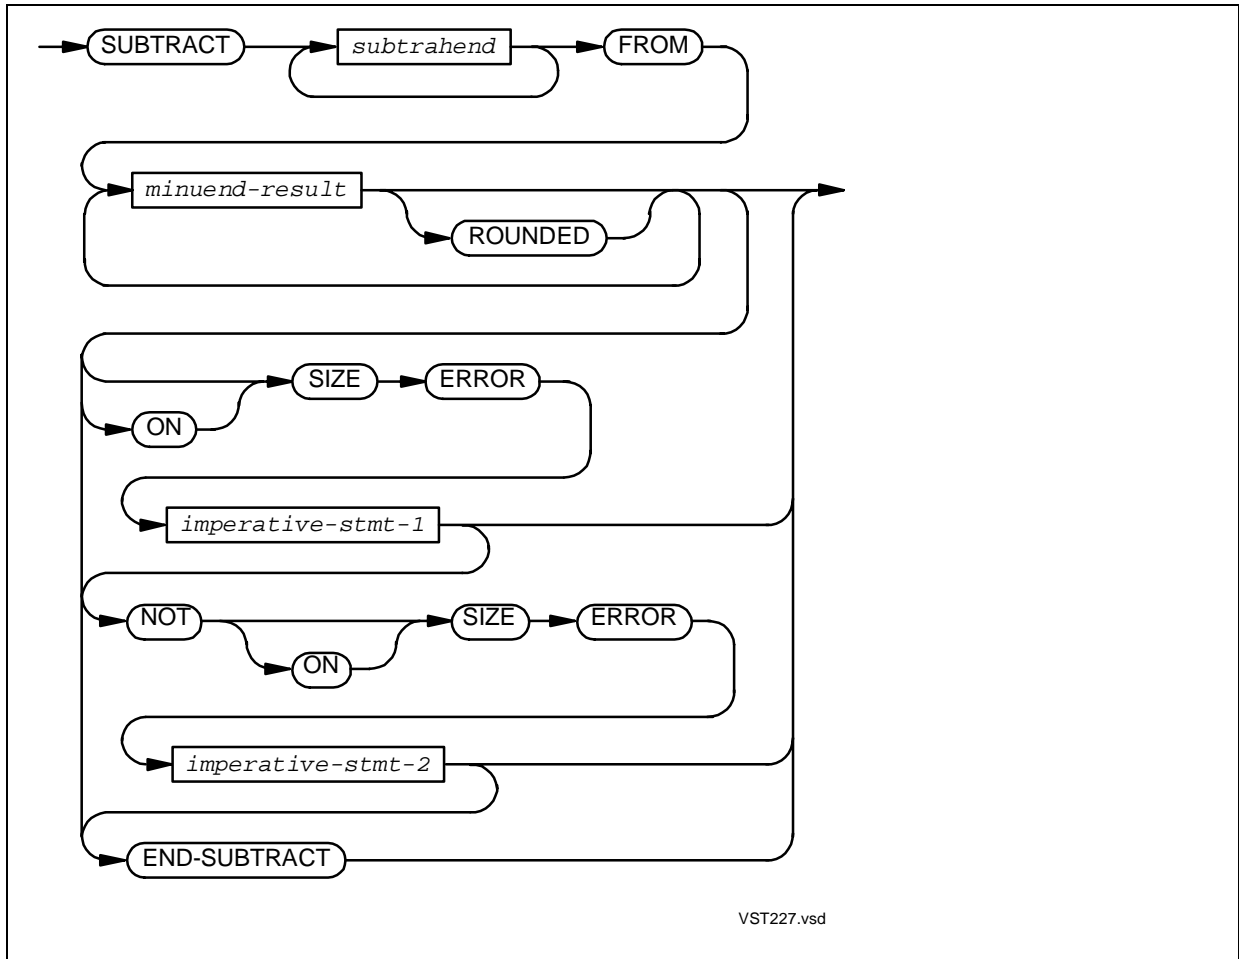 SUBTRACT subtrahend FROM
minuend-result
ROUNDED
SIZE ERROR
ON
imperative-stmt-1
NOT SIZE ERROR
ON
imperative-stmt-2
END-SUBTRACT
VST227.vsd